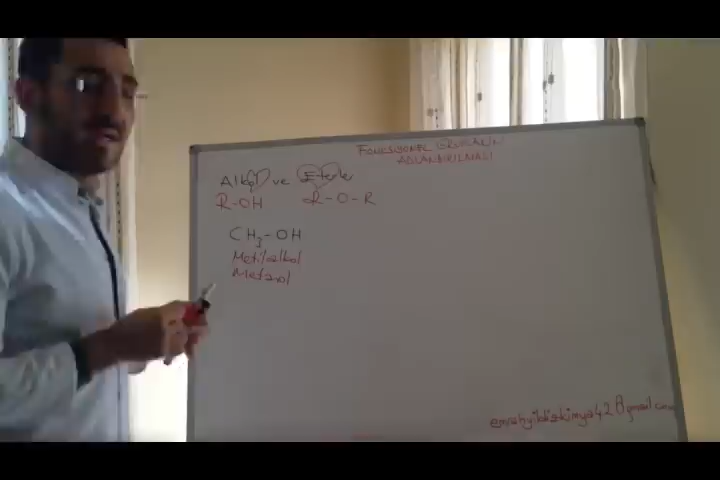 FONKSİYONEL GRUPLARIN
ADLANDIRILMASI
Alkol ve Eterler
R-OH R-O-R
CH₃-OH
Metilalkol
Metanol